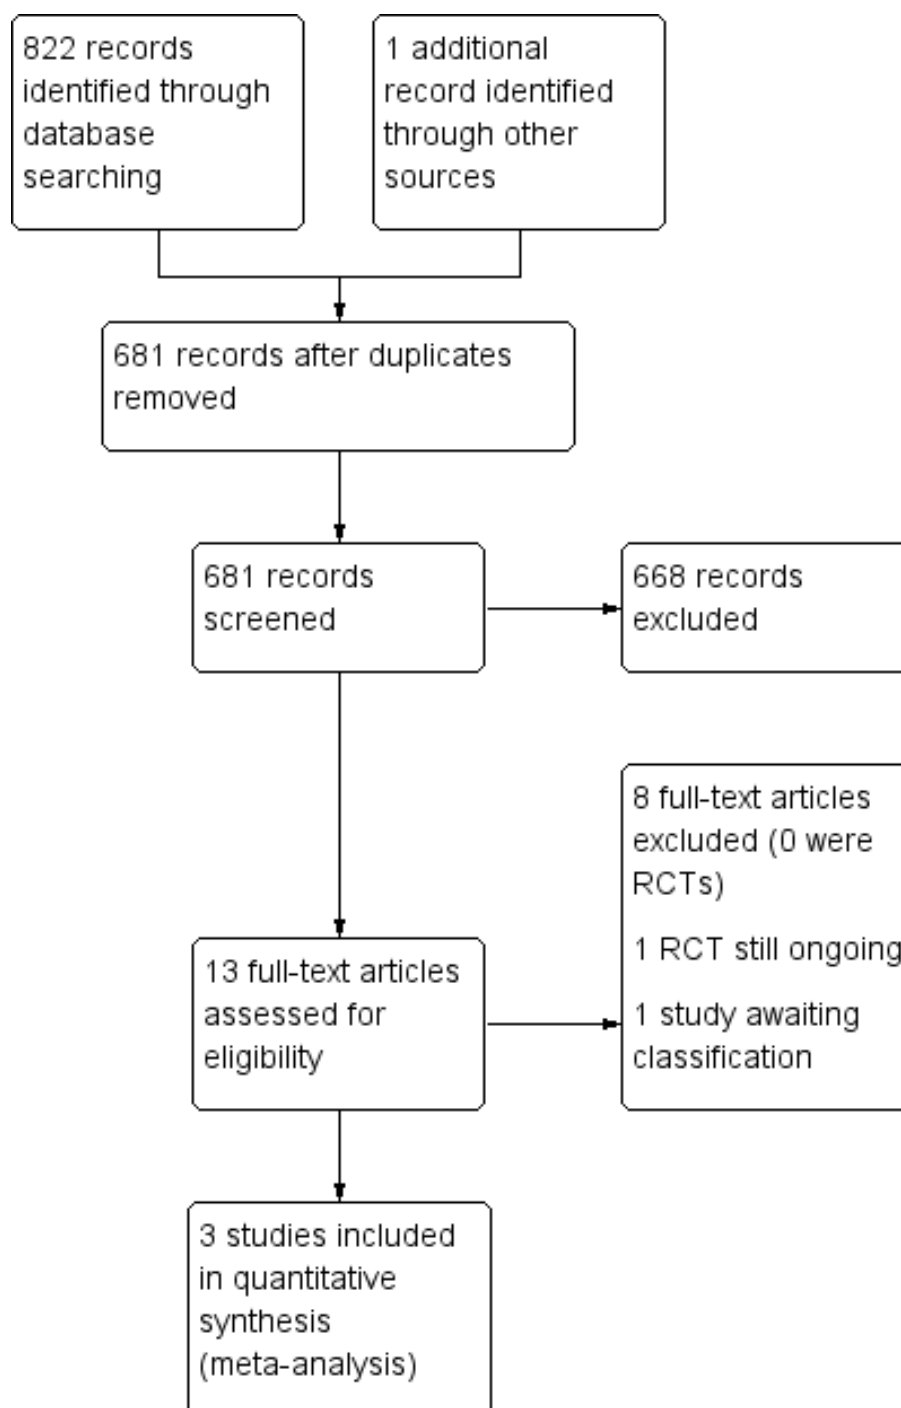 822 records
identified through
database
searching
1 additional
record identified
through other
sources
681 records after duplicates
removed
681 records
screened
668 records
excluded
8 full-text articles
excluded (0 were
RCTs)
1 RCT still ongoing
1 study awaiting
classification
13 full-text articles
assessed for
eligibility
3 studies included
in quantitative
synthesis
(meta-analysis)